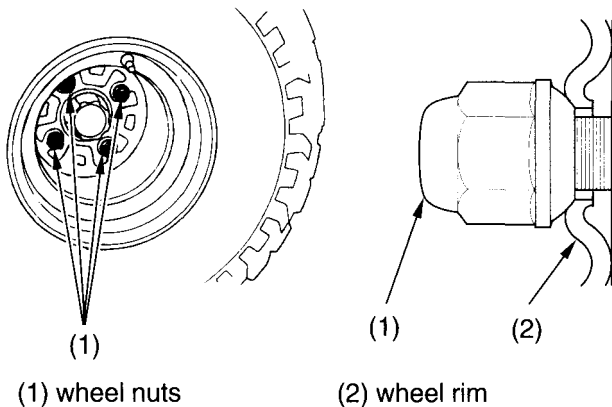 (1)
(1)
(2)
(1) wheel nuts
(2) wheel rim